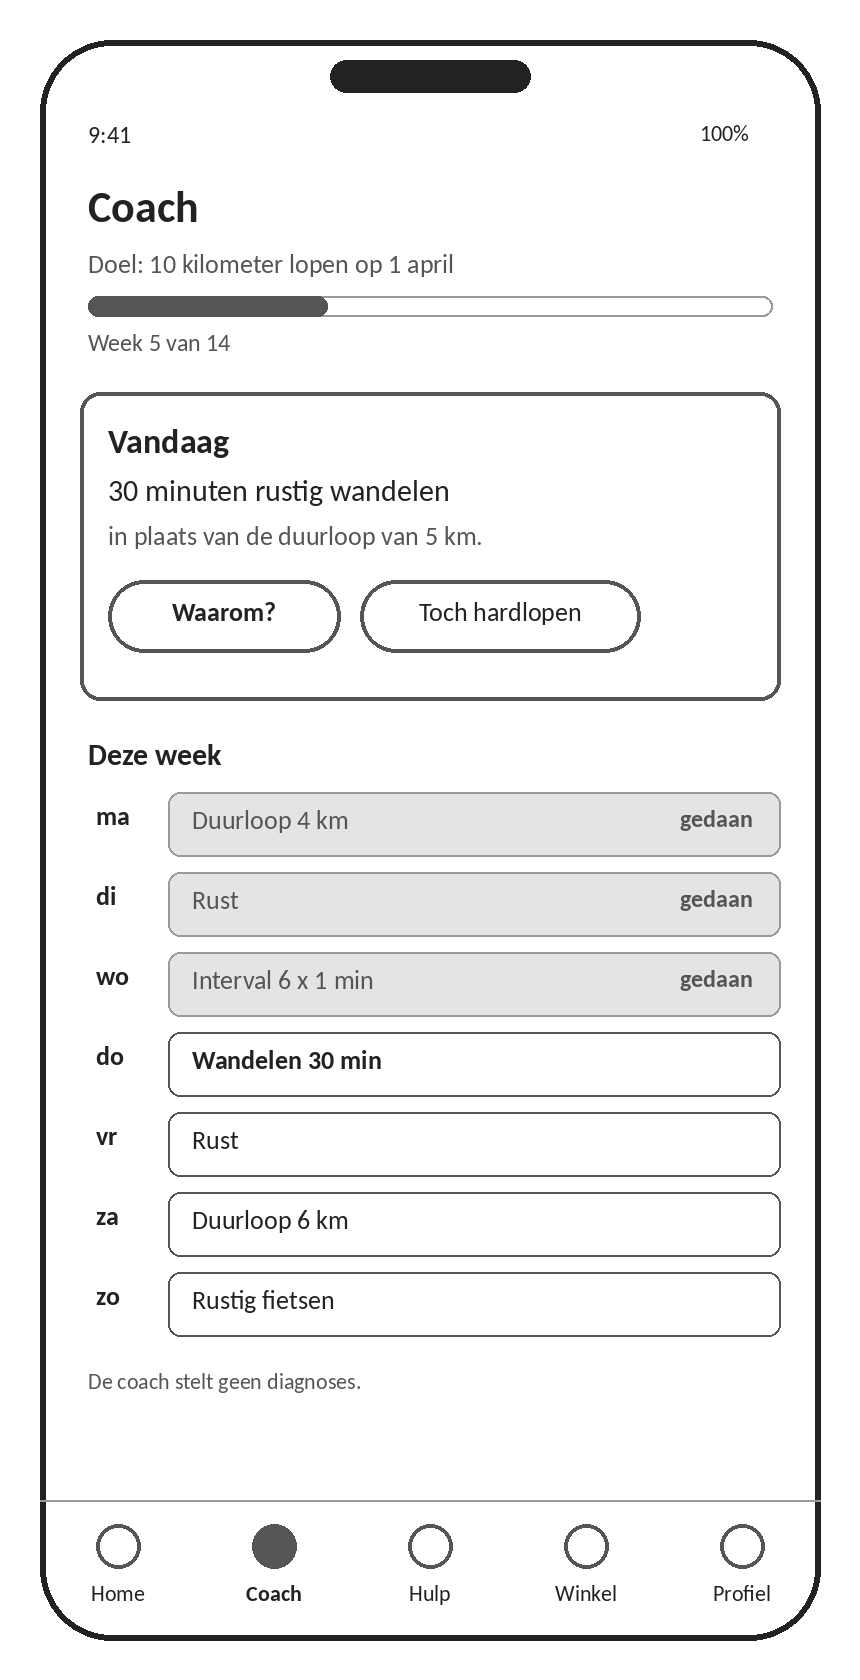 9:41 100%
Coach
Doel: 10 kilometer lopen op 1 april
Week 5 van 14
Vandaag
30 minuten rustig wandelen
in plaats van de duurloop van 5 km.
Waarom? Toch hardlopen
Deze week
ma Duurloop 4 km gedaan
di Rust gedaan
wo Interval 6 x 1 min gedaan
do Wandelen 30 min
vr Rust
za Duurloop 6 km
zo Rustig fietsen
De coach stelt geen diagnoses.
Home Coach Hulp Winkel Profiel